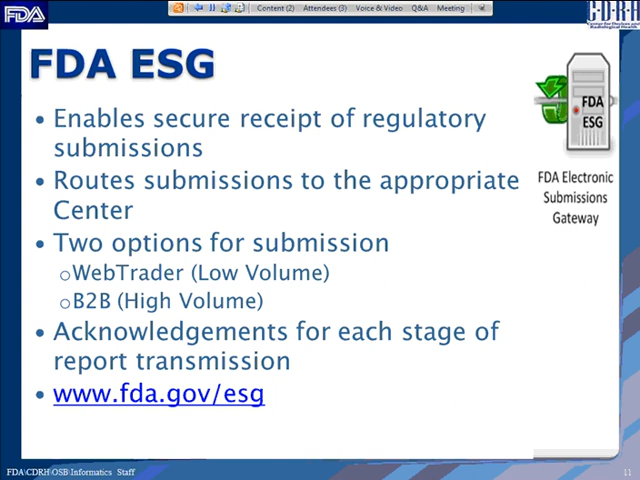 FDA
Content (2) Attendees (3) Voice & Video Q&A Meeting
CDRH
Center for Devices and
Radiological Health
FDA ESG
• Enables secure receipt of regulatory
submissions
• Routes submissions to the appropriate
Center
• Two options for submission
oWebTrader (Low Volume)
oB2B (High Volume)
• Acknowledgements for each stage of
report transmission
• www.fda.gov/esg
FDA
ESG
FDA Electronic
Submissions
Gateway
FDA\CDRH\OSB\Informatics Staff
11